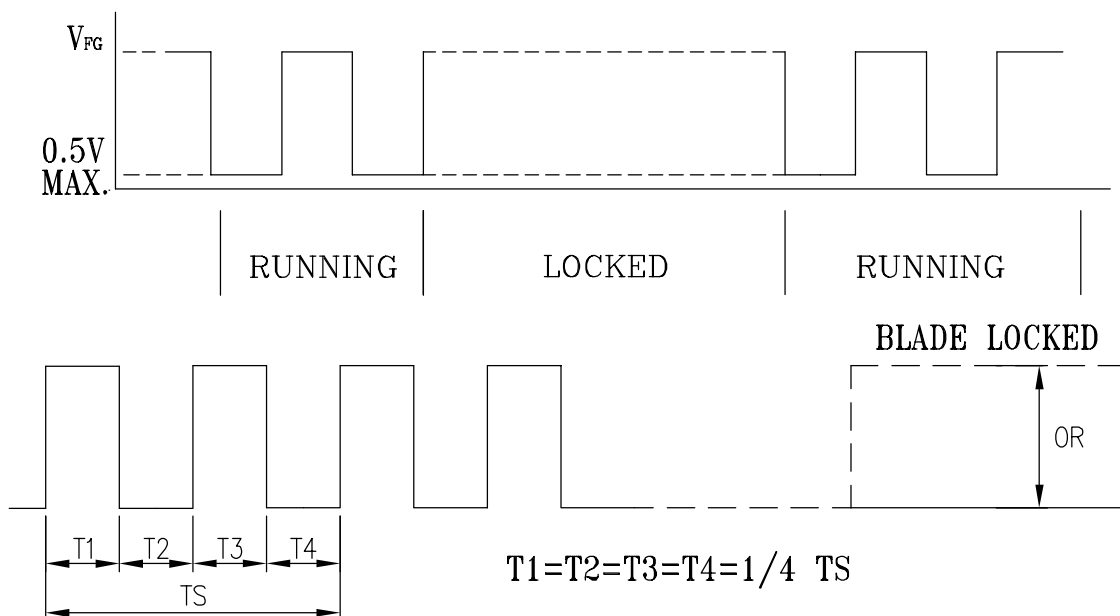 VFG
0.5V
MAX.
RUNNING LOCKED RUNNING
BLADE LOCKED
OR
T1 T2 T3 T4
TS
T1=T2=T3=T4=1/4 TS